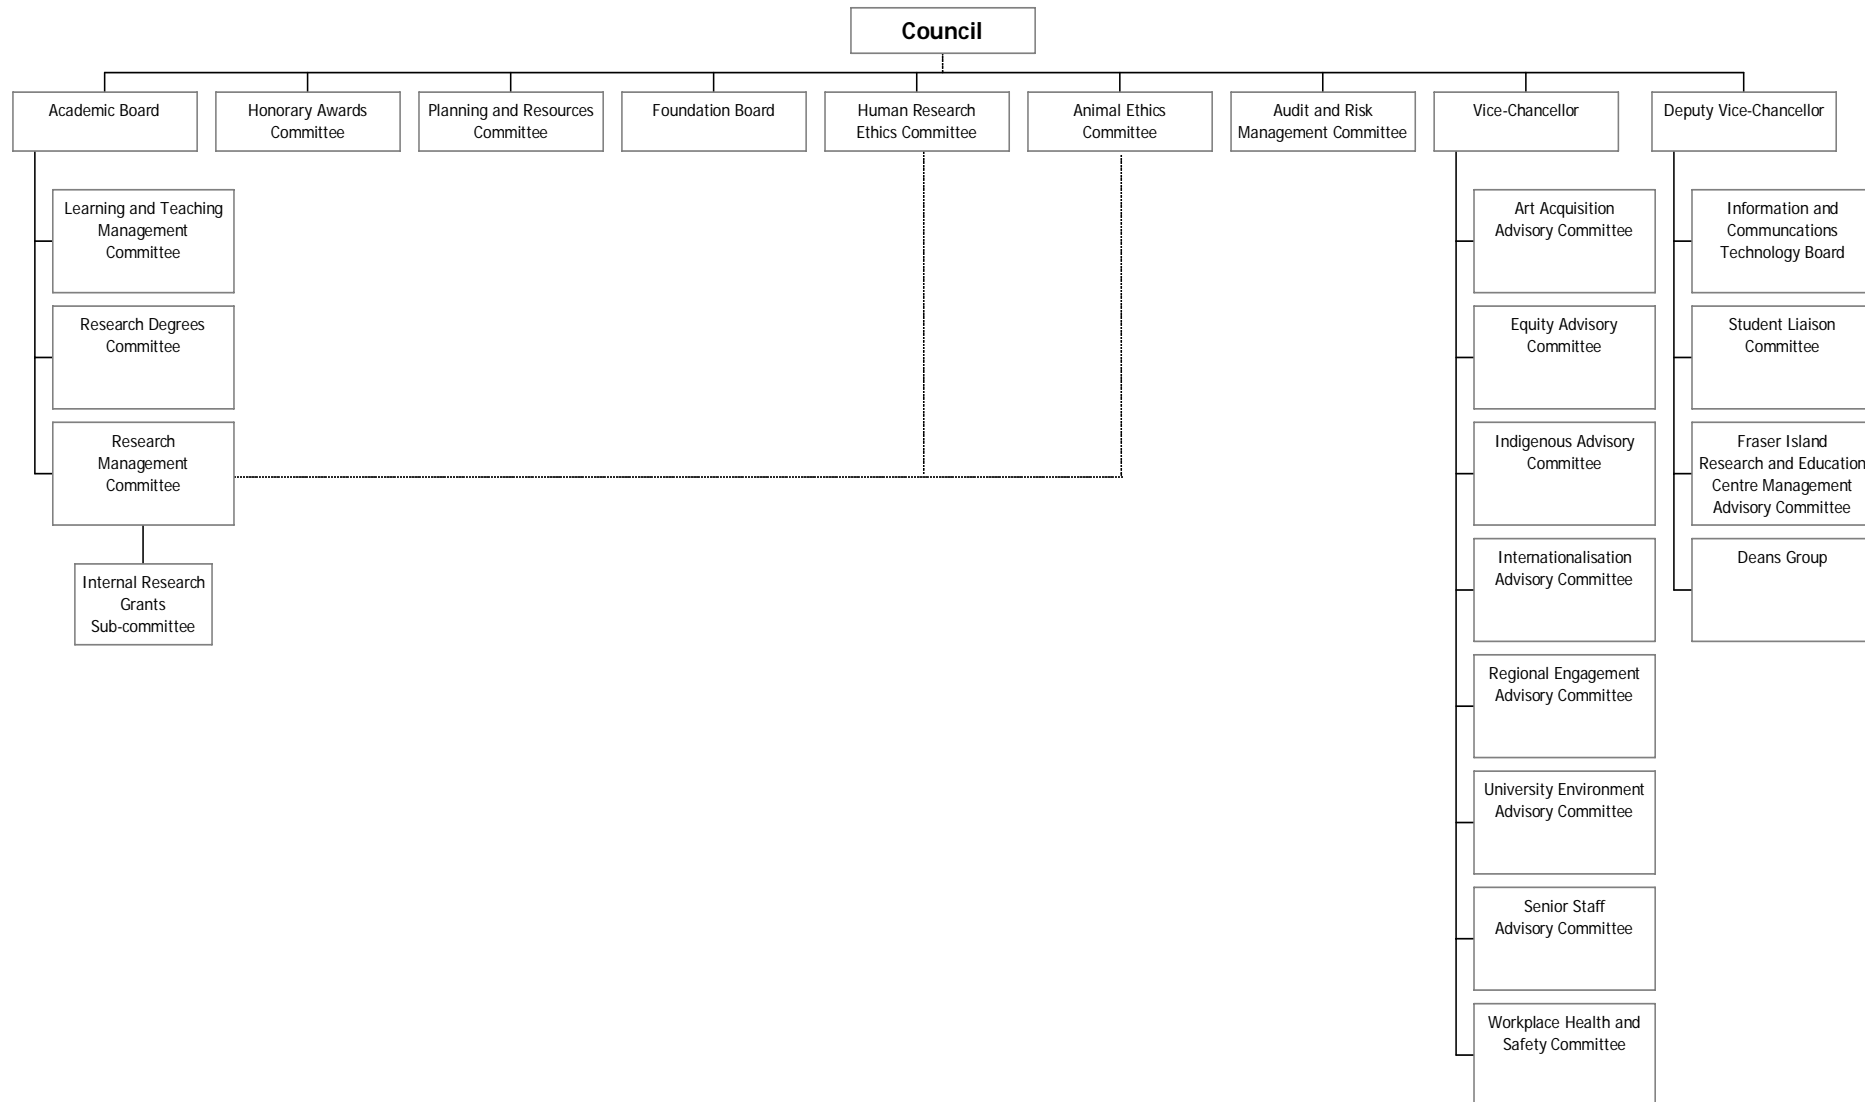 Council
Academic Board
Honorary Awards
Committee
Planning and Resources
Committee
Foundation Board
Human Research
Ethics Committee
Animal Ethics
Committee
Audit and Risk
Management Committee
Vice-Chancellor
Deputy Vice-Chancellor
Learning and Teaching
Management
Committee
Research Degrees
Committee
Research
Management
Committee
Internal Research
Grants
Sub-committee
Art Acquisition
Advisory Committee
Equity Advisory
Committee
Indigenous Advisory
Committee
Internationalisation
Advisory Committee
Regional Engagement
Advisory Committee
University Environment
Advisory Committee
Senior Staff
Advisory Committee
Workplace Health and
Safety Committee
Information and
Communcations
Technology Board
Student Liaison
Committee
Fraser Island
Research and Education
Centre Management
Advisory Committee
Deans Group